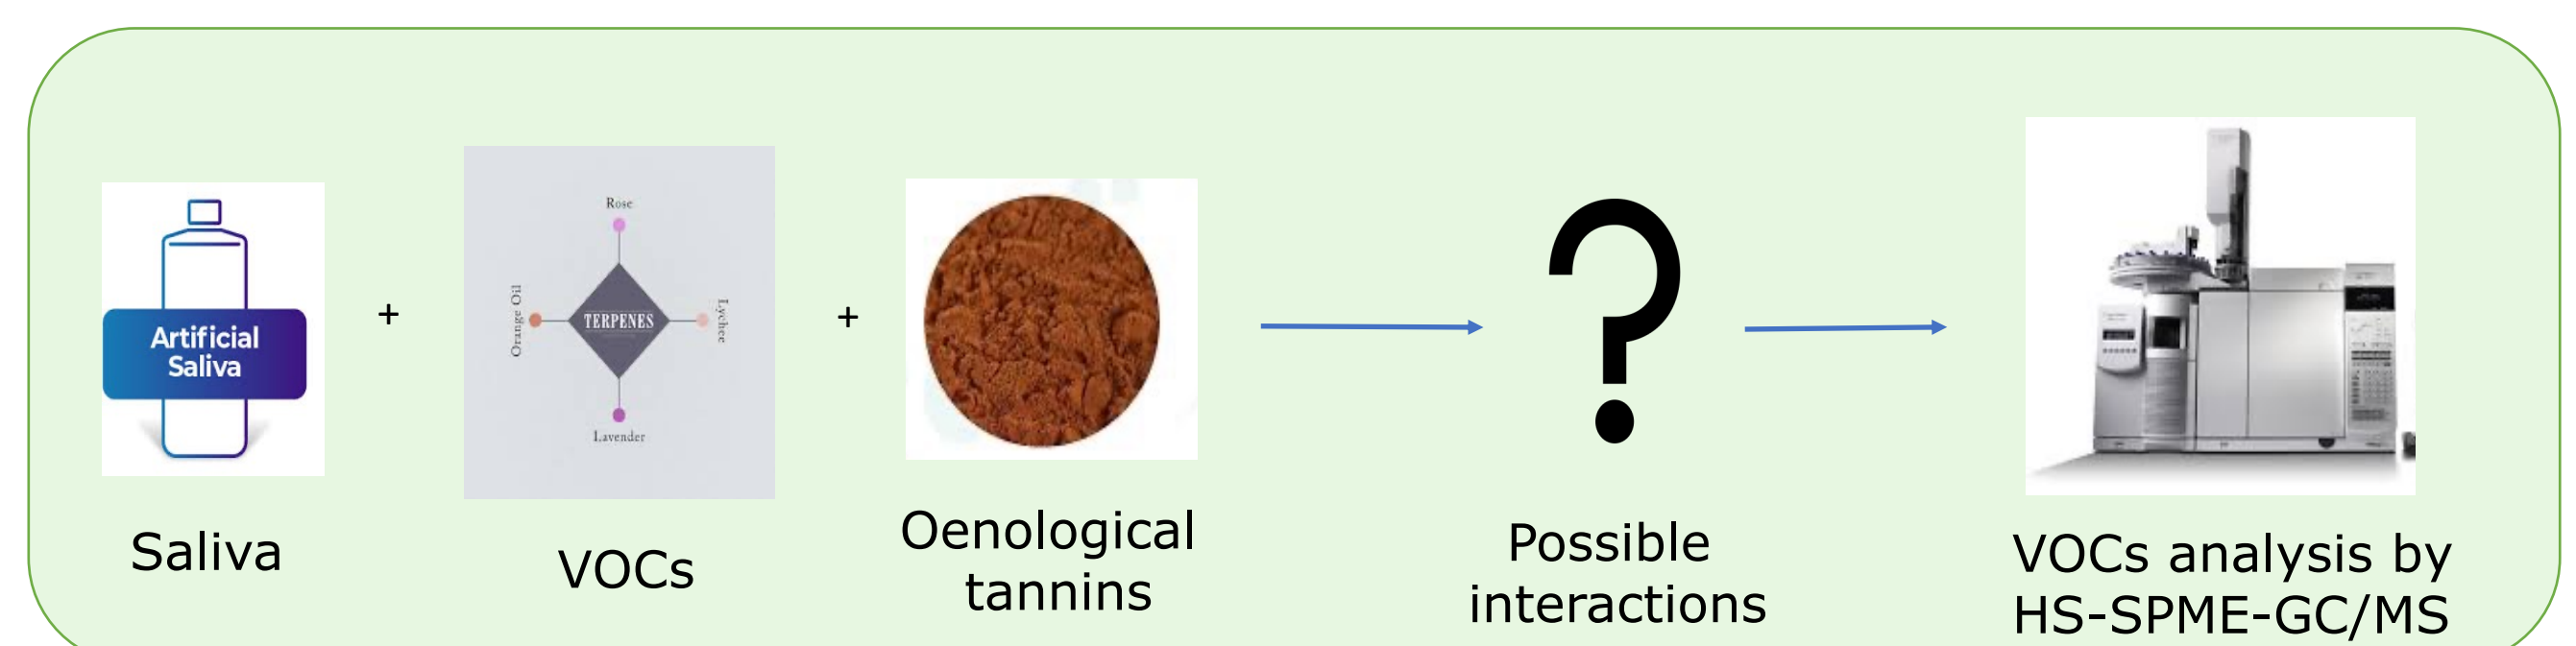 Artificial
Saliva
+
Rose
Orange Oil
TERPENES
Lychee
Lavender
+
Saliva
VOCs
Oenological
tannins
?
Possible
interactions
VOCs analysis by
HS-SPME-GC/MS